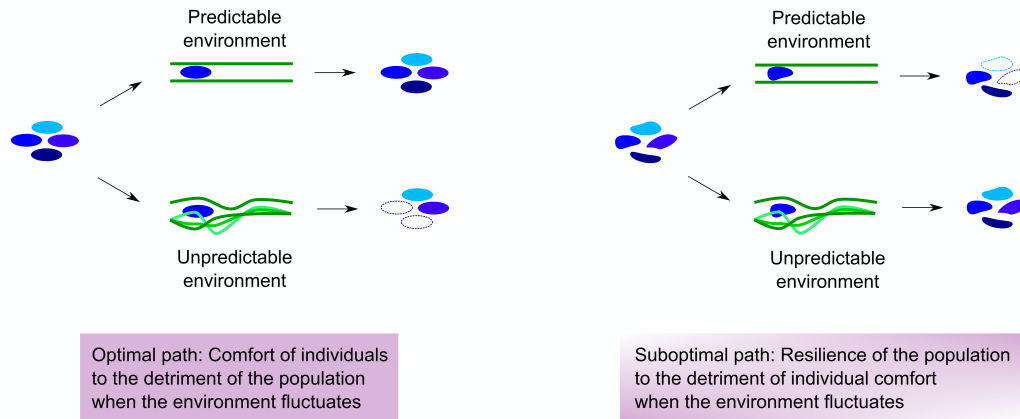 Predictable
environment
Unpredictable
environment
Optimal path: Comfort of individuals
to the detriment of the population
when the environment fluctuates
Predictable
environment
Unpredictable
environment
Suboptimal path: Resilience of the population
to the detriment of individual comfort
when the environment fluctuates